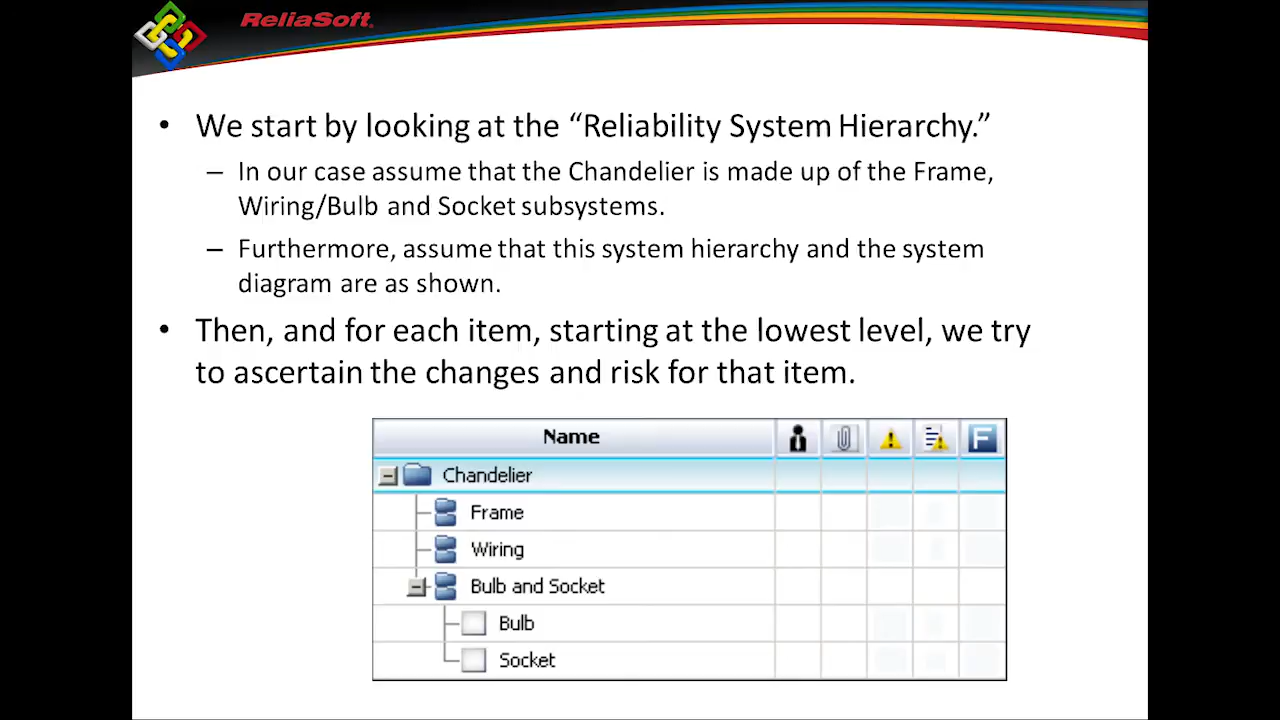 ReliaSoft
• We start by looking at the “Reliability System Hierarchy.”
– In our case assume that the Chandelier is made up of the Frame,
Wiring/Bulb and Socket subsystems.
– Furthermore, assume that this system hierarchy and the system
diagram are as shown.
• Then, and for each item, starting at the lowest level, we try
to ascertain the changes and risk for that item.
Name F
Chandelier
Frame
Wiring
Bulb and Socket
Bulb
Socket